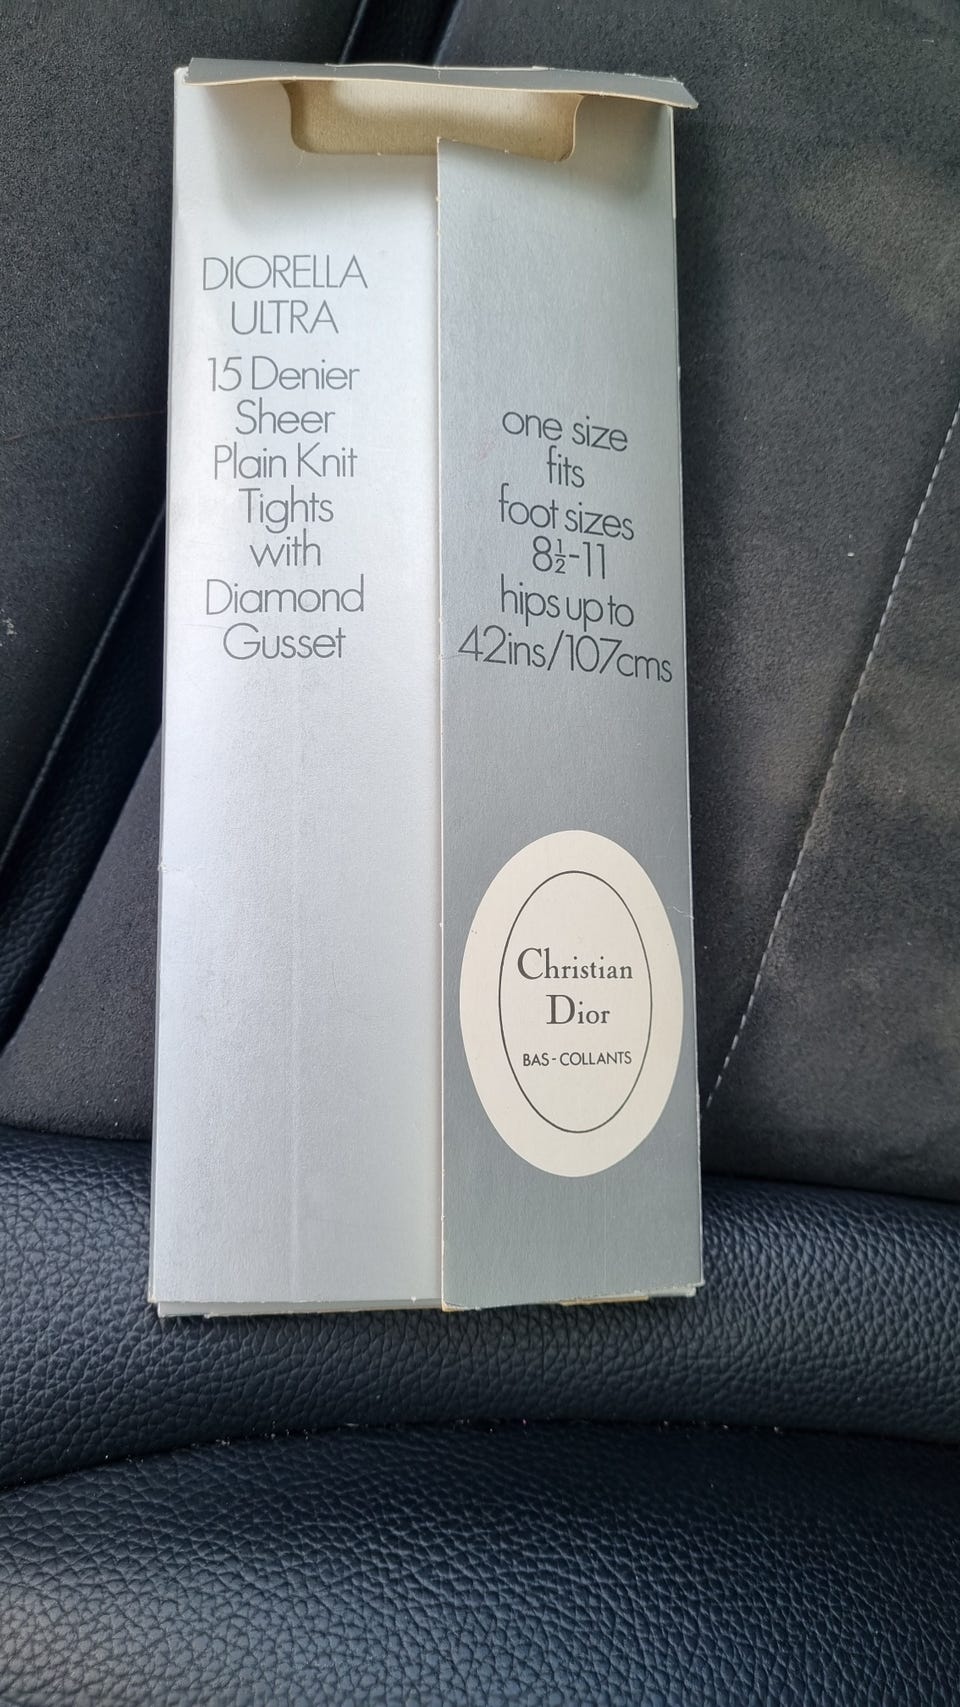 DIORELLA
ULTRA
15 Denier
Sheer
Plain Knit
Tights
with
Diamond
Gusset
one size
fits
foot sizes
8½-11
hips up to
42ins/107cms
Christian
Dior
BAS-COLLANTS